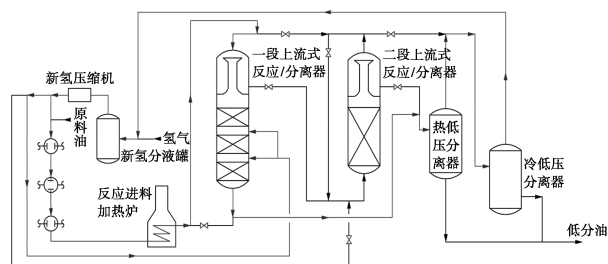 一段上流式
反应/分离器
二段上流式
反应/分离器
新氢压缩机
原料油
氢气
新氢分液罐
热低
压分
离器
冷低压
分离器
反应进料
加热炉
低分油